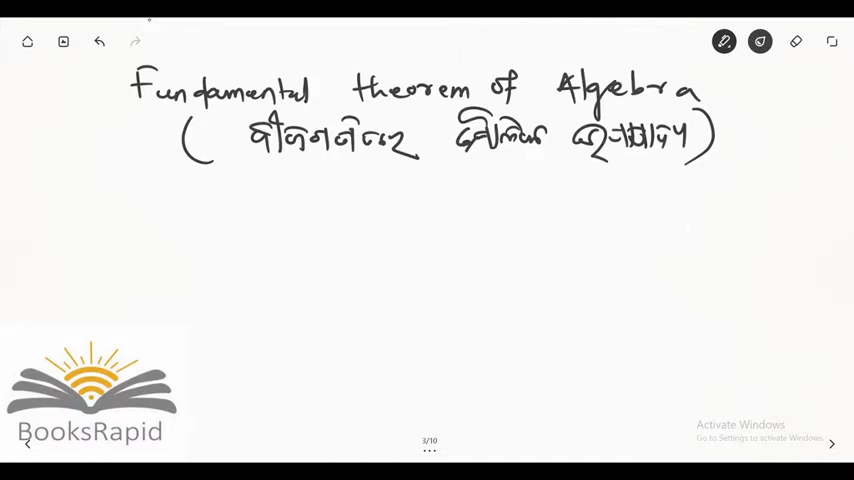 Fundamental theorem of Algebra
(ବୀଜଗଣିତର ମୌଳିକ ଉପପାଦ୍ୟ)
BooksRapid
3/10
Activate Windows
Go to Settings to activate Windows.